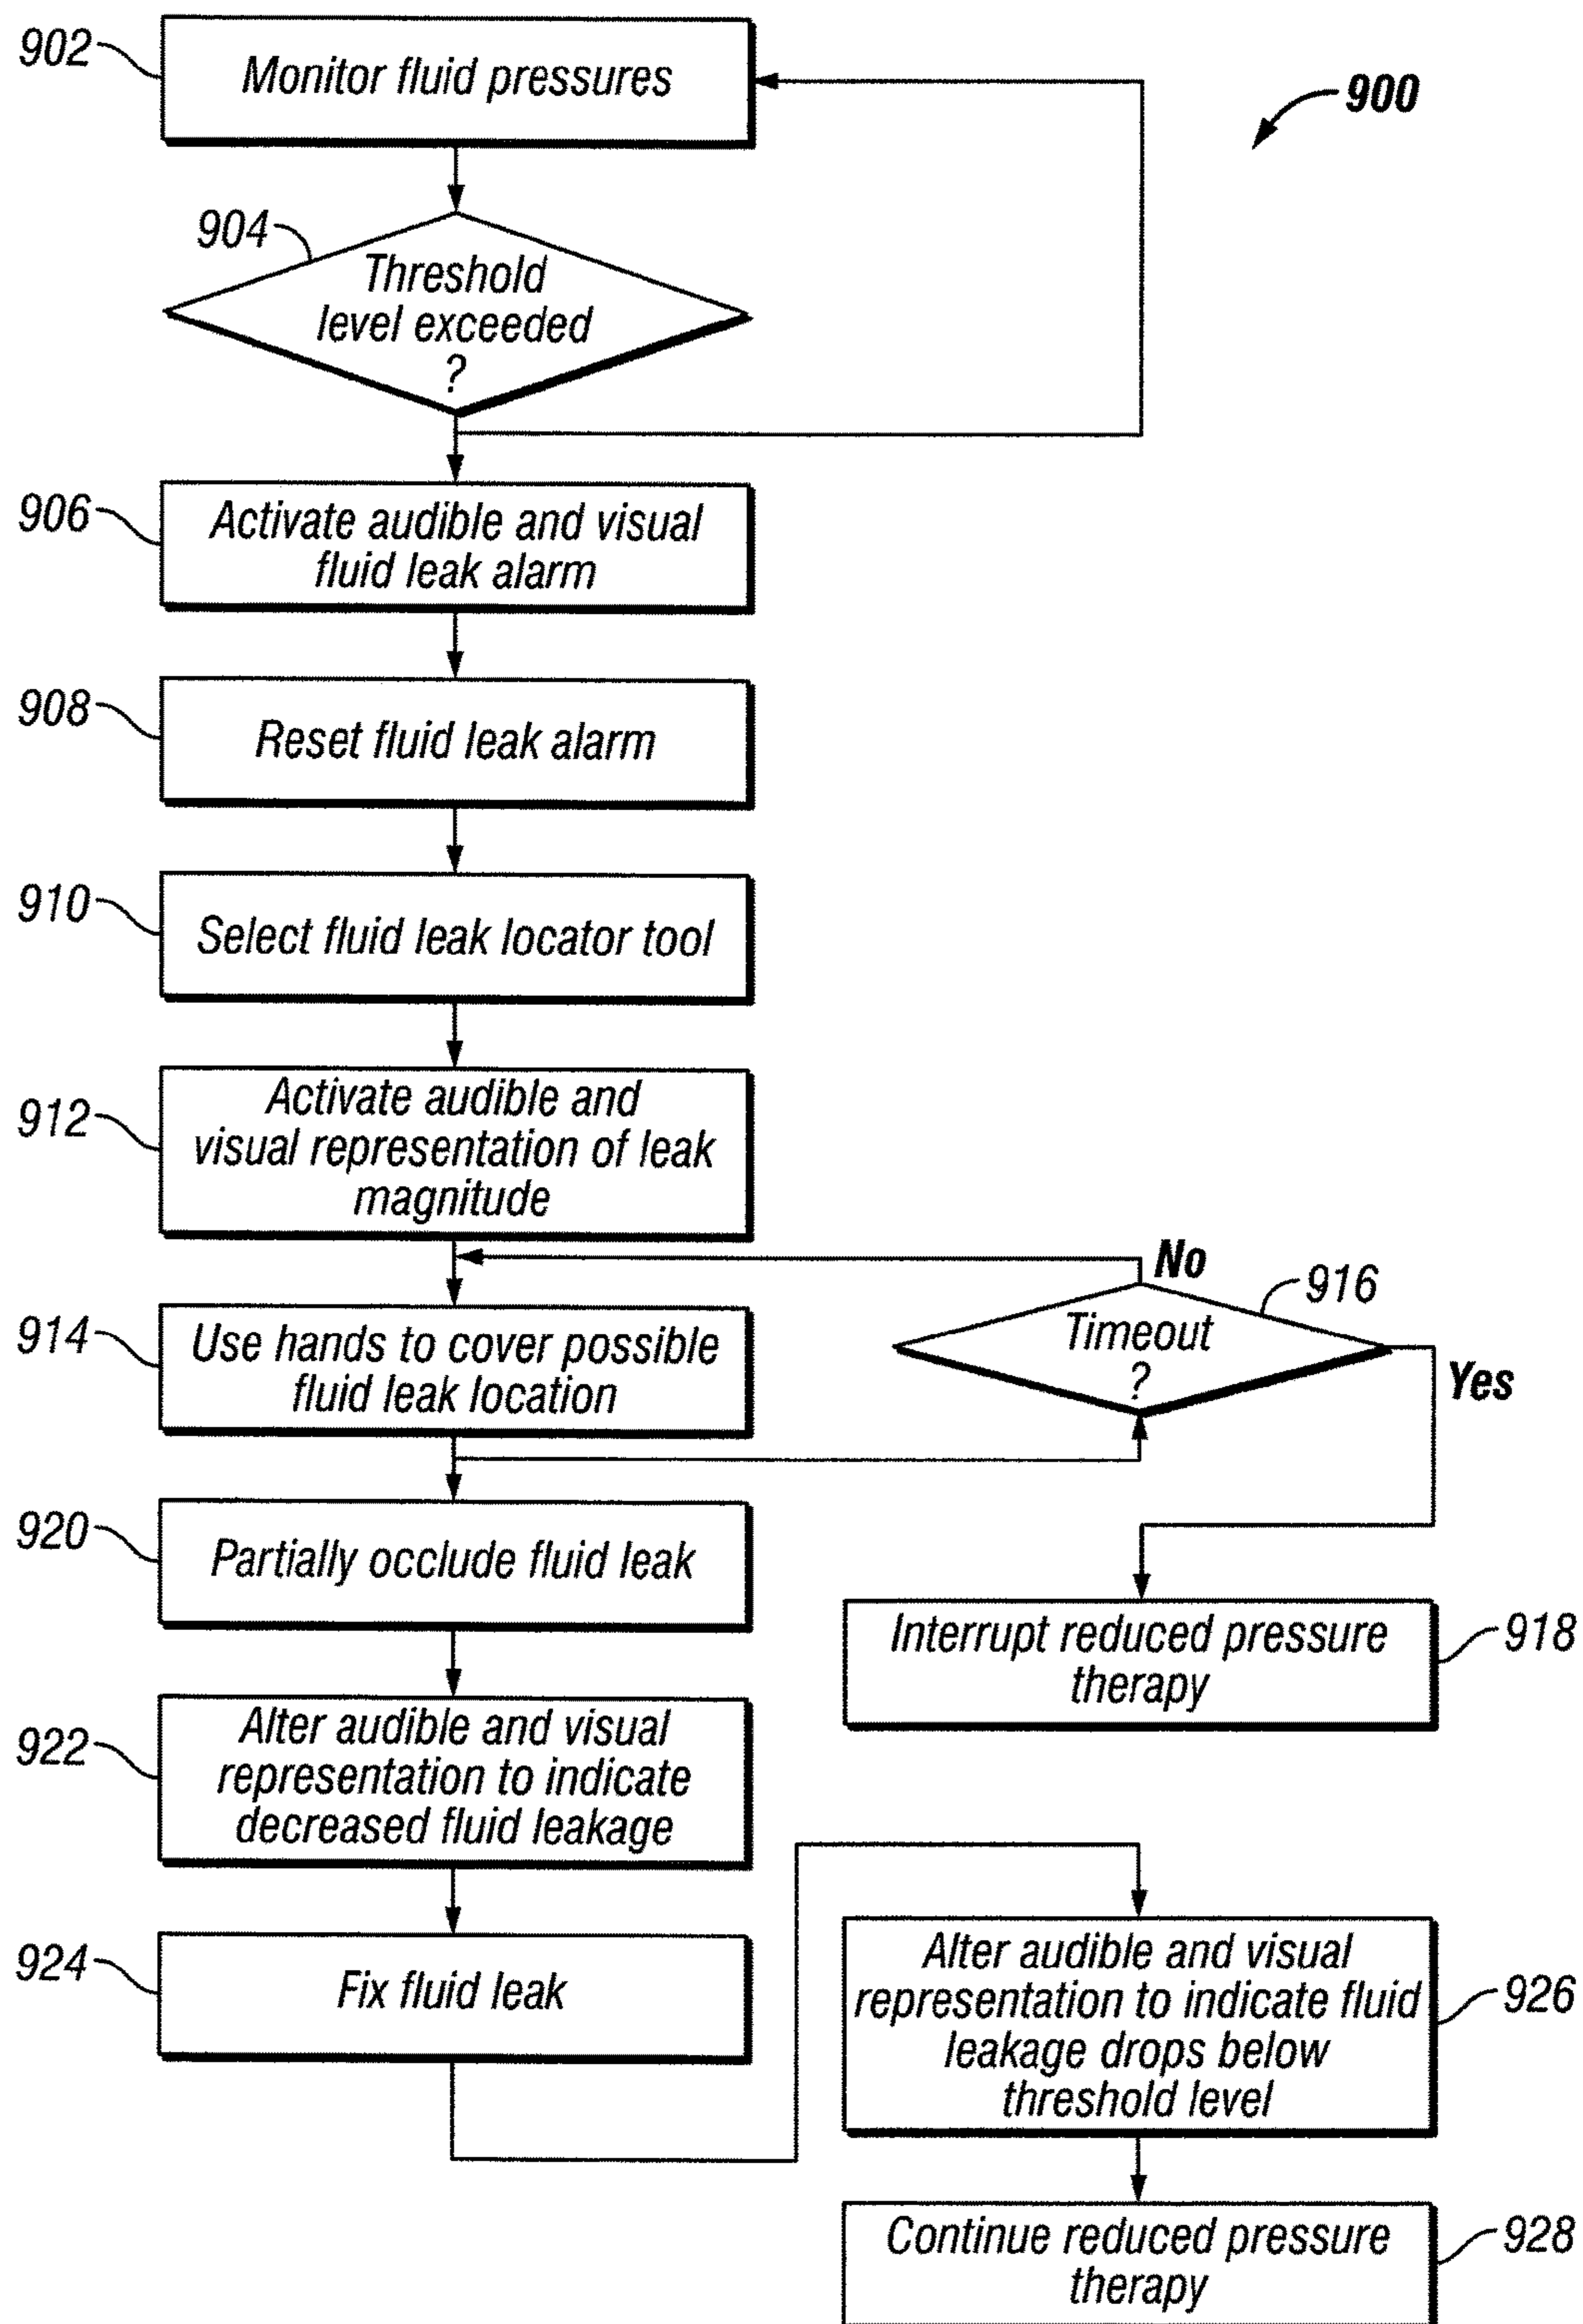 900
902
Monitor fluid pressures
904
Threshold
level exceeded
?
906
Activate audible and visual
fluid leak alarm
908
Reset fluid leak alarm
910
Select fluid leak locator tool
912
Activate audible and
visual representation of leak
magnitude
914
Use hands to cover possible
fluid leak location
No
916
Timeout
?
Yes
918
Interrupt reduced pressure
therapy
920
Partially occlude fluid leak
922
Alter audible and visual
representation to indicate
decreased fluid leakage
924
Fix fluid leak
926
Alter audible and visual
representation to indicate fluid
leakage drops below
threshold level
928
Continue reduced pressure
therapy